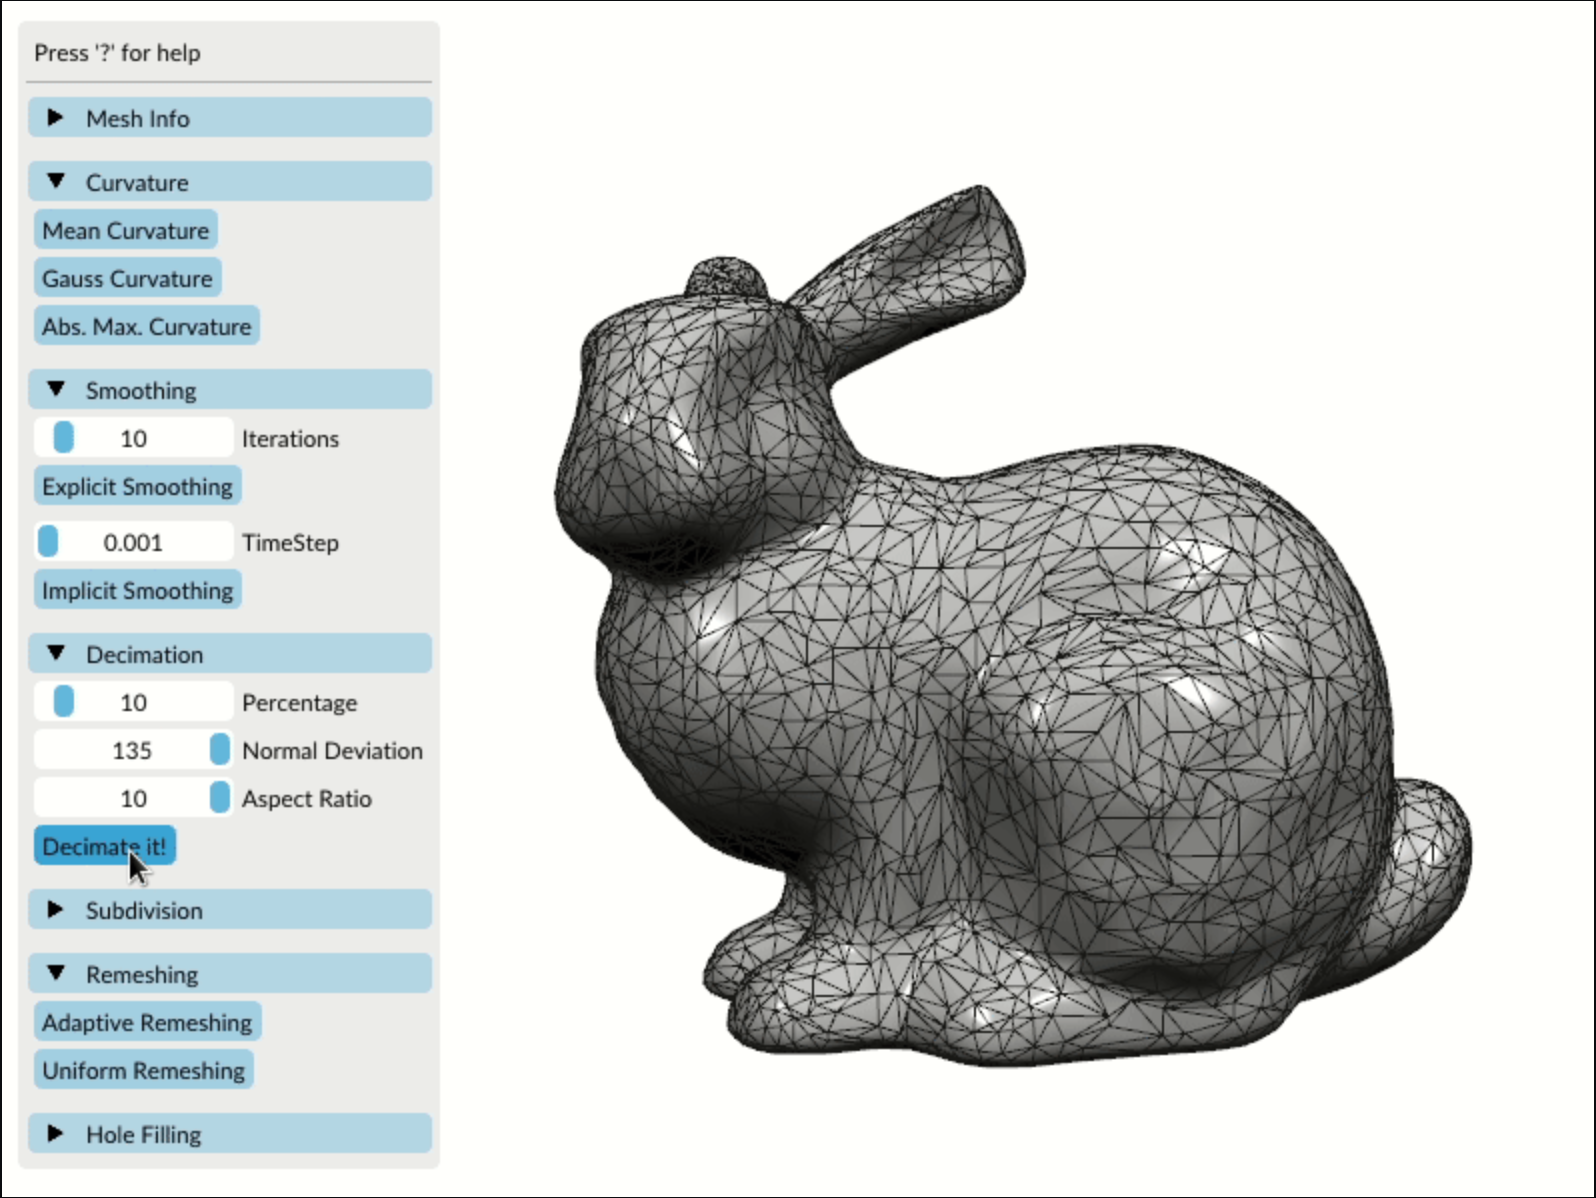 Press '?' for help
Mesh Info
Curvature
Mean Curvature
Gauss Curvature
Abs. Max. Curvature
Smoothing
10 Iterations
Explicit Smoothing
0.001 TimeStep
Implicit Smoothing
Decimation
10 Percentage
135 Normal Deviation
10 Aspect Ratio
Decimate it!
Subdivision
Remeshing
Adaptive Remeshing
Uniform Remeshing
Hole Filling